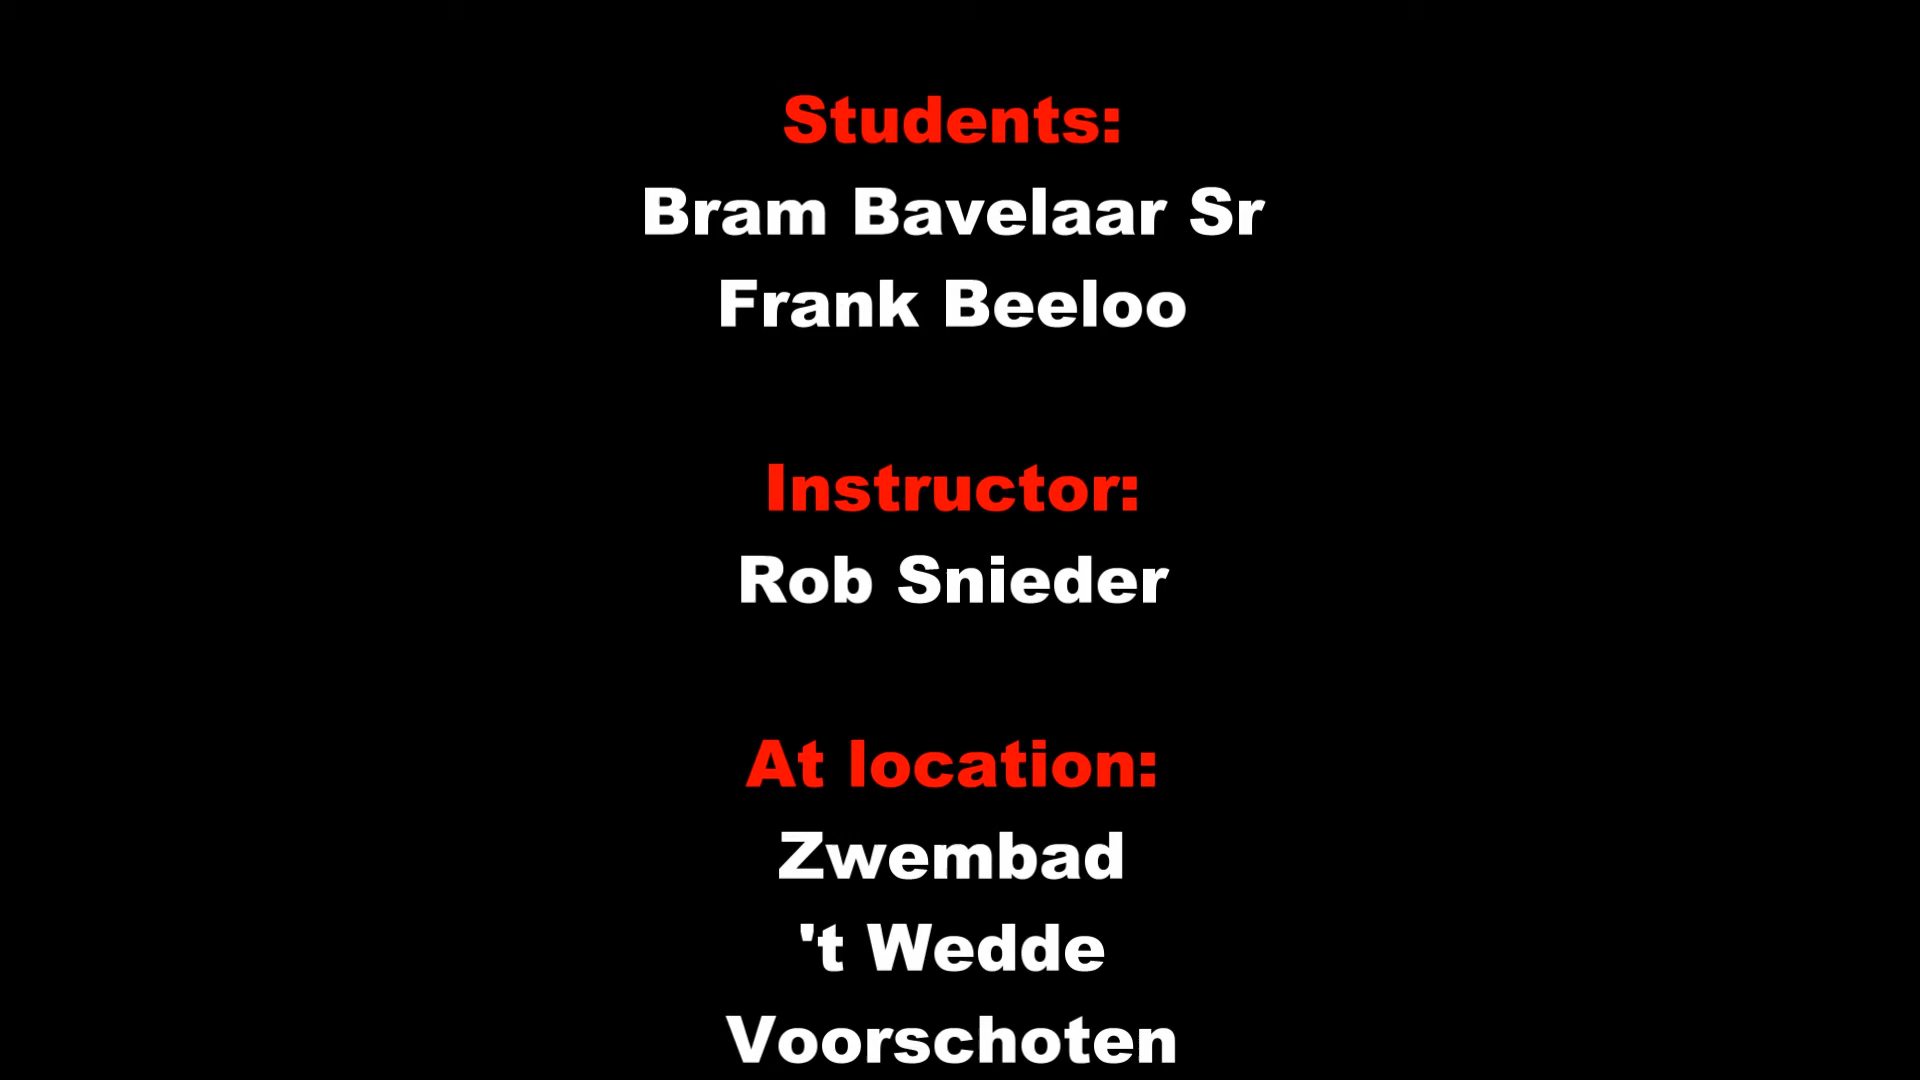 Students:
Bram Bavelaar Sr
Frank Beeloo
Instructor:
Rob Snieder
At location:
Zwembad
't Wedde
Voorschoten